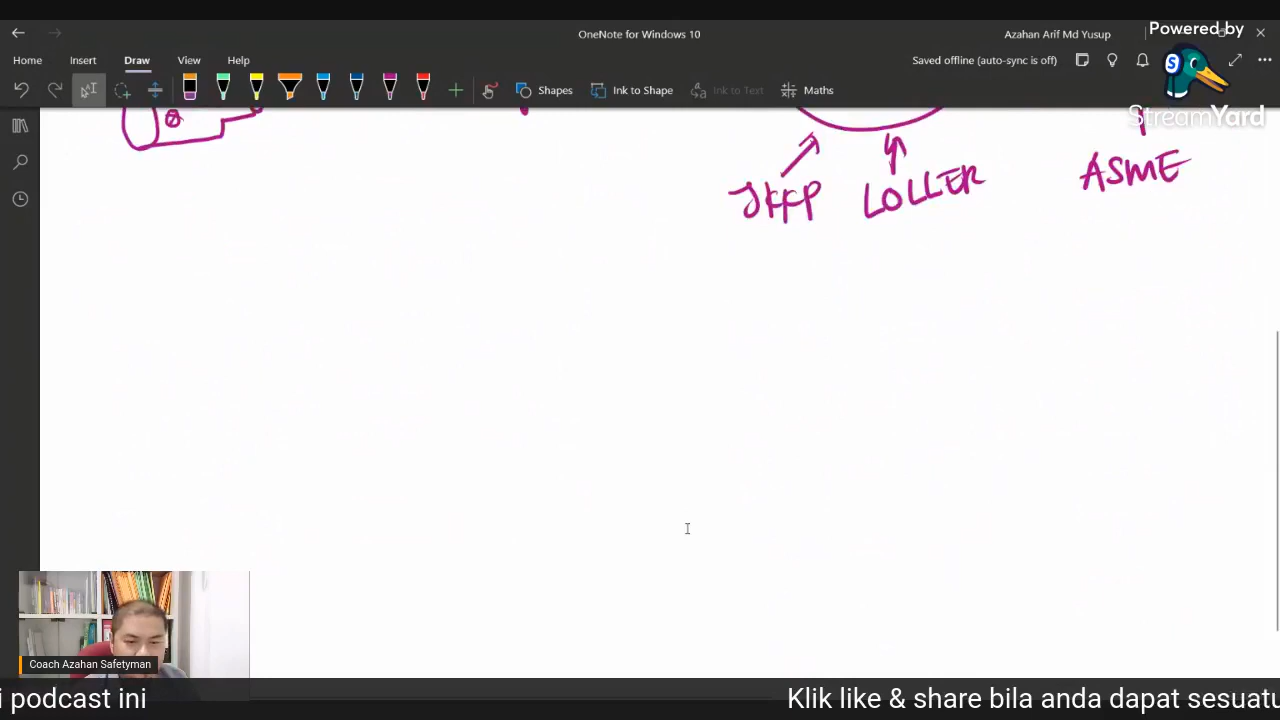 OneNote for Windows 10
Azahan Arif Md Yusup
Powered by
StreamYard
Home Insert Draw View Help
Saved offline (auto-sync is off)
Shapes Ink to Shape Ink to Text Maths
JKKP LOLLER ASME
Coach Azahan Safetyman
i podcast ini Klik like & share bila anda dapat sesuatu